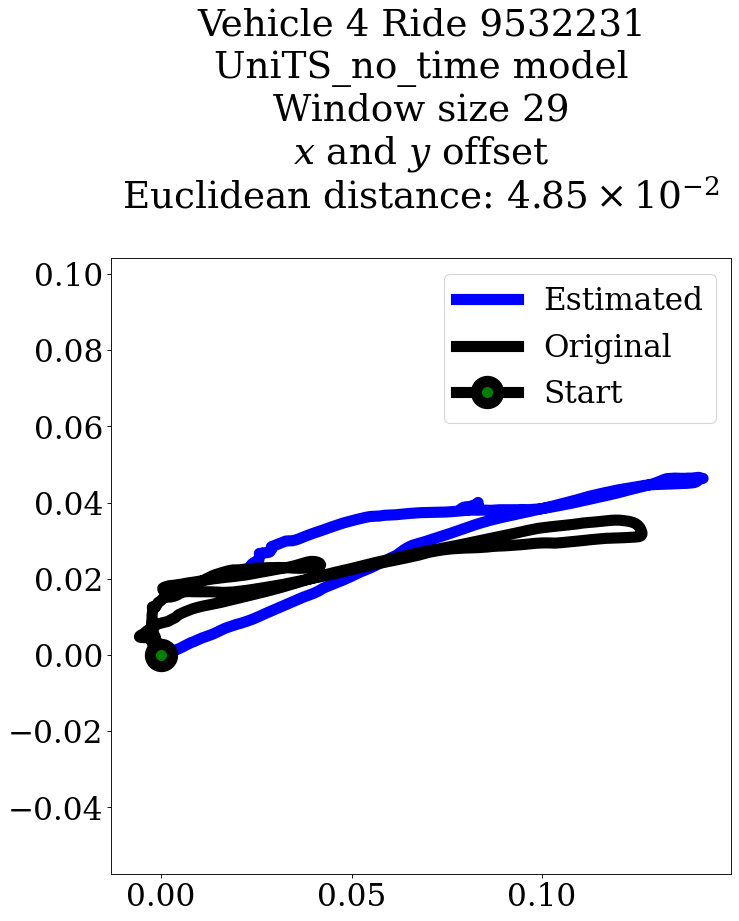 Vehicle 4 Ride 9532231
UniTS_no_time model
Window size 29
x and y offset
Euclidean distance: 4.85 × 10⁻²
Estimated
Original
Start
0.10
0.08
0.06
0.04
0.02
0.00
−0.02
−0.04
0.00 0.05 0.10